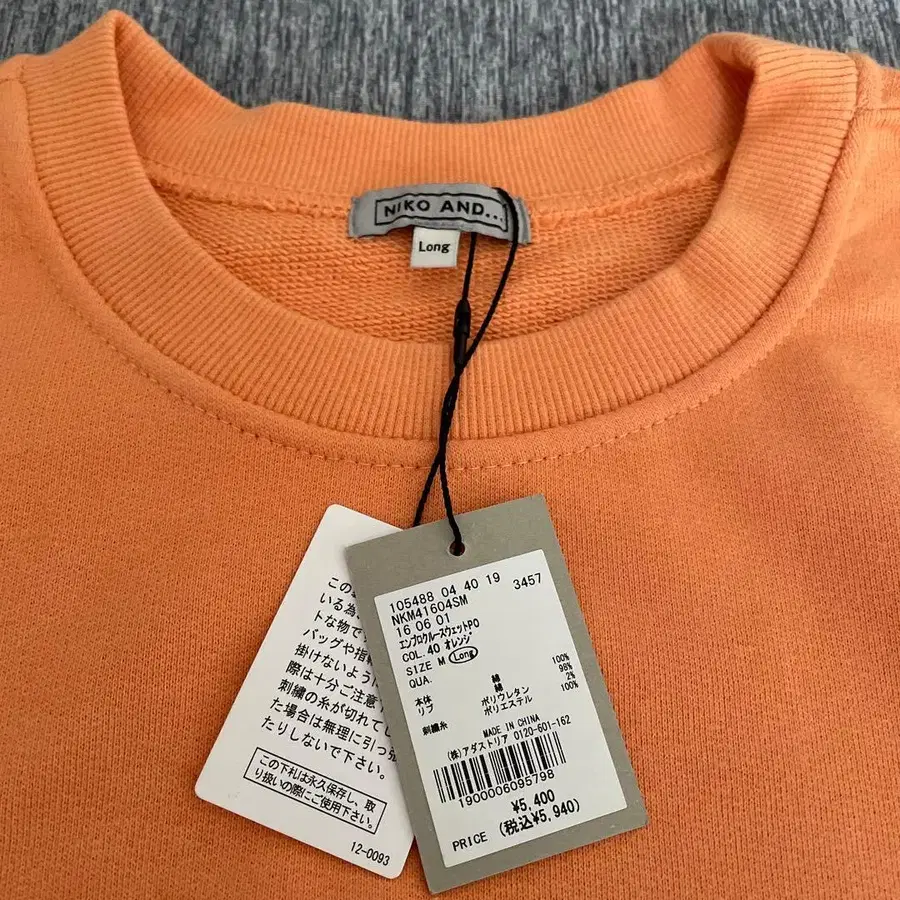 NIKO AND...
Long
この
いる為
トな物で
バッグや指
掛けないように
際は十分ご注意
刺繍の糸が切れてし
た場合は無理に引っ張
たりしないで下さい。
この下札は永久保存し、取
り扱いの際にご使用下さい。
12-0093
105488 04 40 19 3457
NKM41604SM
16 06 01
エンブロクルースウェットPO
COL.40 オレンジ
SIZE M Long
QUA.
本体 綿 100%
リブ 綿 98%
ポリウレタン 2%
刺繍糸 ポリエステル 100%
MADE IN CHINA
(株)アダストリア 0120-601-162
1900006095798
¥5,400
PRICE (税込¥5,940)